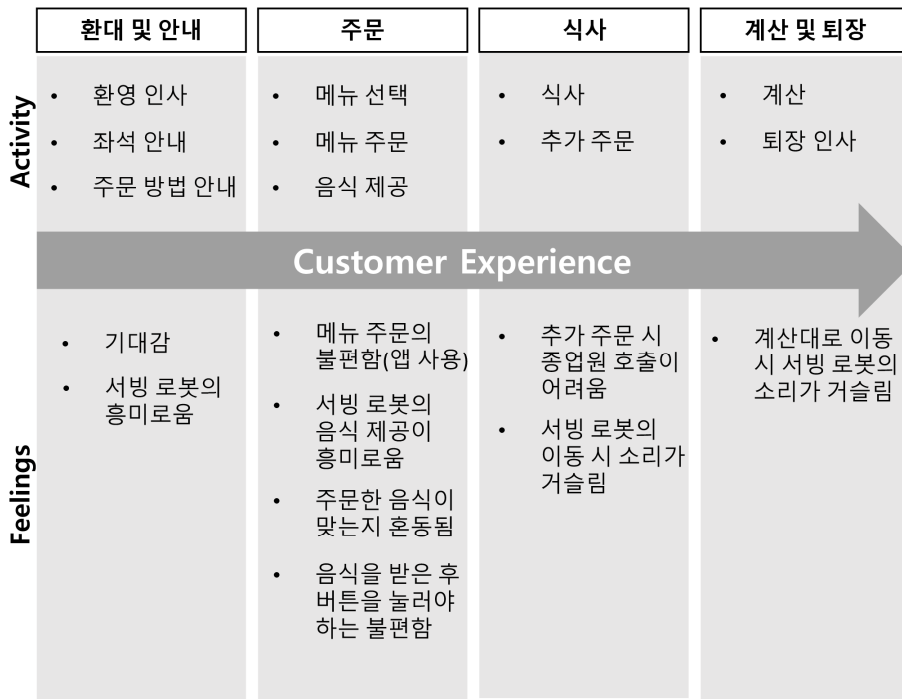 환대 및 안내
주문
식사
계산 및 퇴장
Activity
• 환영 인사
• 좌석 안내
• 주문 방법 안내
• 메뉴 선택
• 메뉴 주문
• 음식 제공
• 식사
• 추가 주문
• 계산
• 퇴장 인사
Customer Experience
Feelings
• 기대감
• 서빙 로봇의
흥미로움
• 메뉴 주문의
불편함(앱 사용)
• 서빙 로봇의
음식 제공이
흥미로움
• 주문한 음식이
맞는지 혼동됨
• 음식을 받은 후
버튼을 눌러야
하는 불편함
• 추가 주문 시
종업원 호출이
어려움
• 서빙 로봇의
이동 시 소리가
거슬림
• 계산대로 이동
시 서빙 로봇의
소리가 거슬림